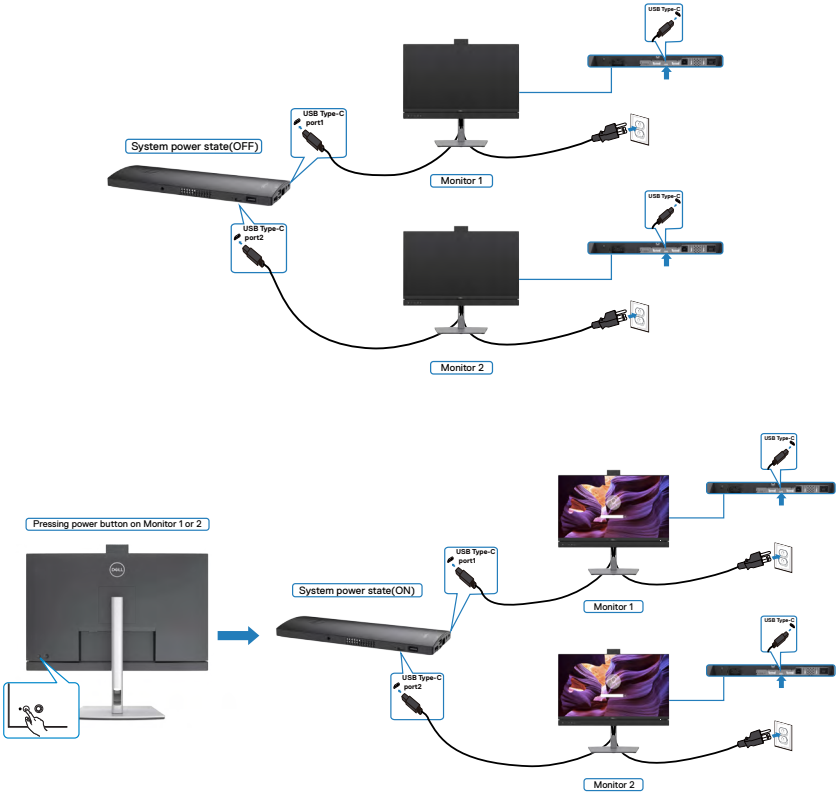 USB Type-C
USB Type-C
port1
System power state(OFF)
Monitor 1
USB Type-C
USB Type-C
port2
Monitor 2
USB Type-C
Pressing power button on Monitor 1 or 2
USB Type-C
port1
DELL
System power state(ON)
Monitor 1
USB Type-C
USB Type-C
port2
Monitor 2